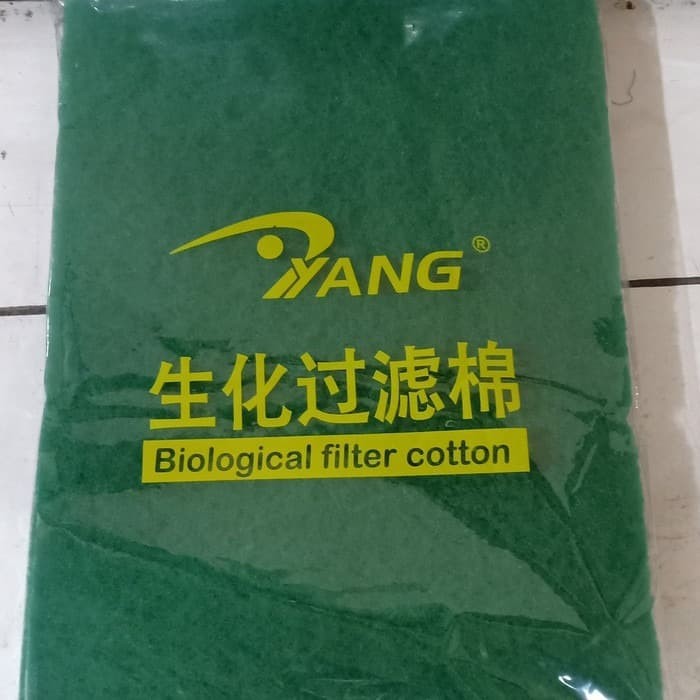 YANG®
生化过滤棉
Biological filter cotton